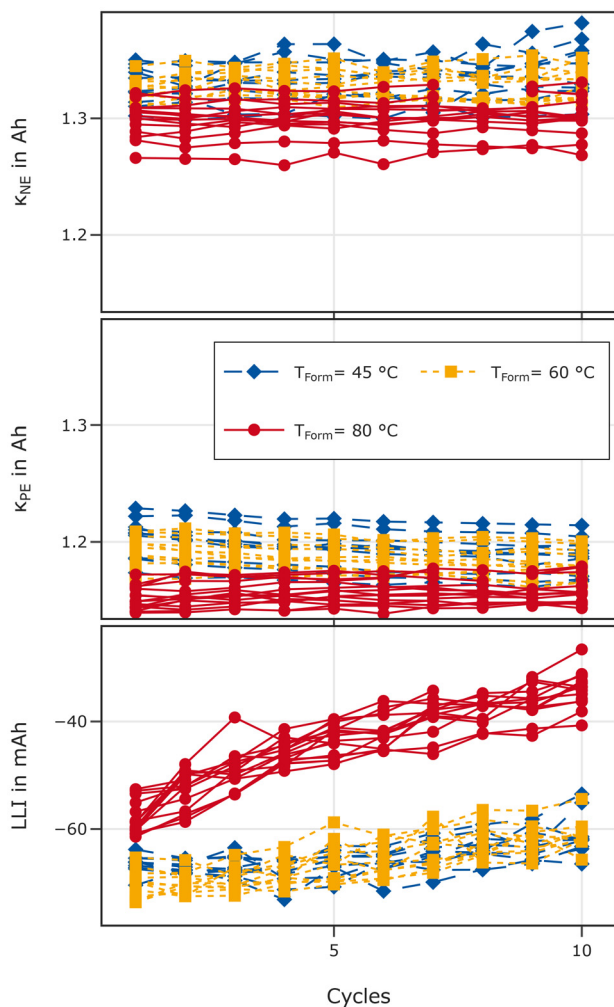 κNE in Ah
1.3
1.2
κPE in Ah
1.3
1.2
TForm= 45 °C
TForm= 60 °C
TForm= 80 °C
LLI in mAh
−40
−60
5
10
Cycles